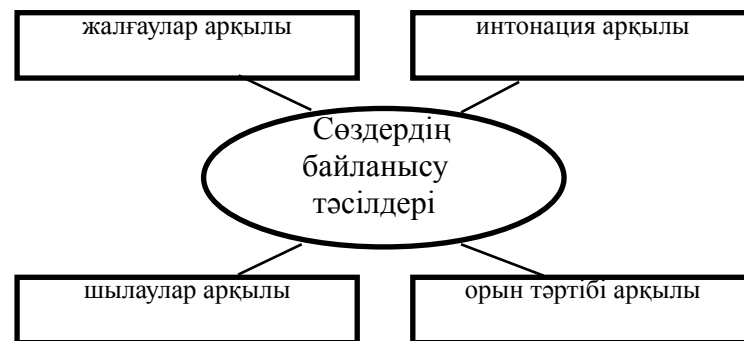 жалғаулар арқылы
интонация арқылы
Сөздердің
байланысу
тәсілдері
шылаулар арқылы
орын тәртібі арқылы